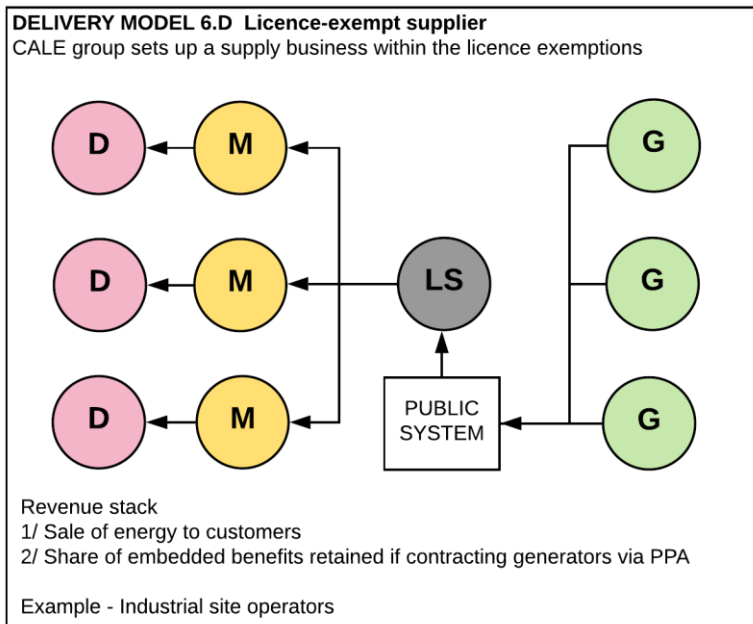 DELIVERY MODEL 6.D  Licence-exempt supplier
CALE group sets up a supply business within the licence exemptions
D
M
G
D
M
LS
G
D
M
PUBLIC
SYSTEM
G
Revenue stack
1/ Sale of energy to customers
2/ Share of embedded benefits retained if contracting generators via PPA
Example - Industrial site operators